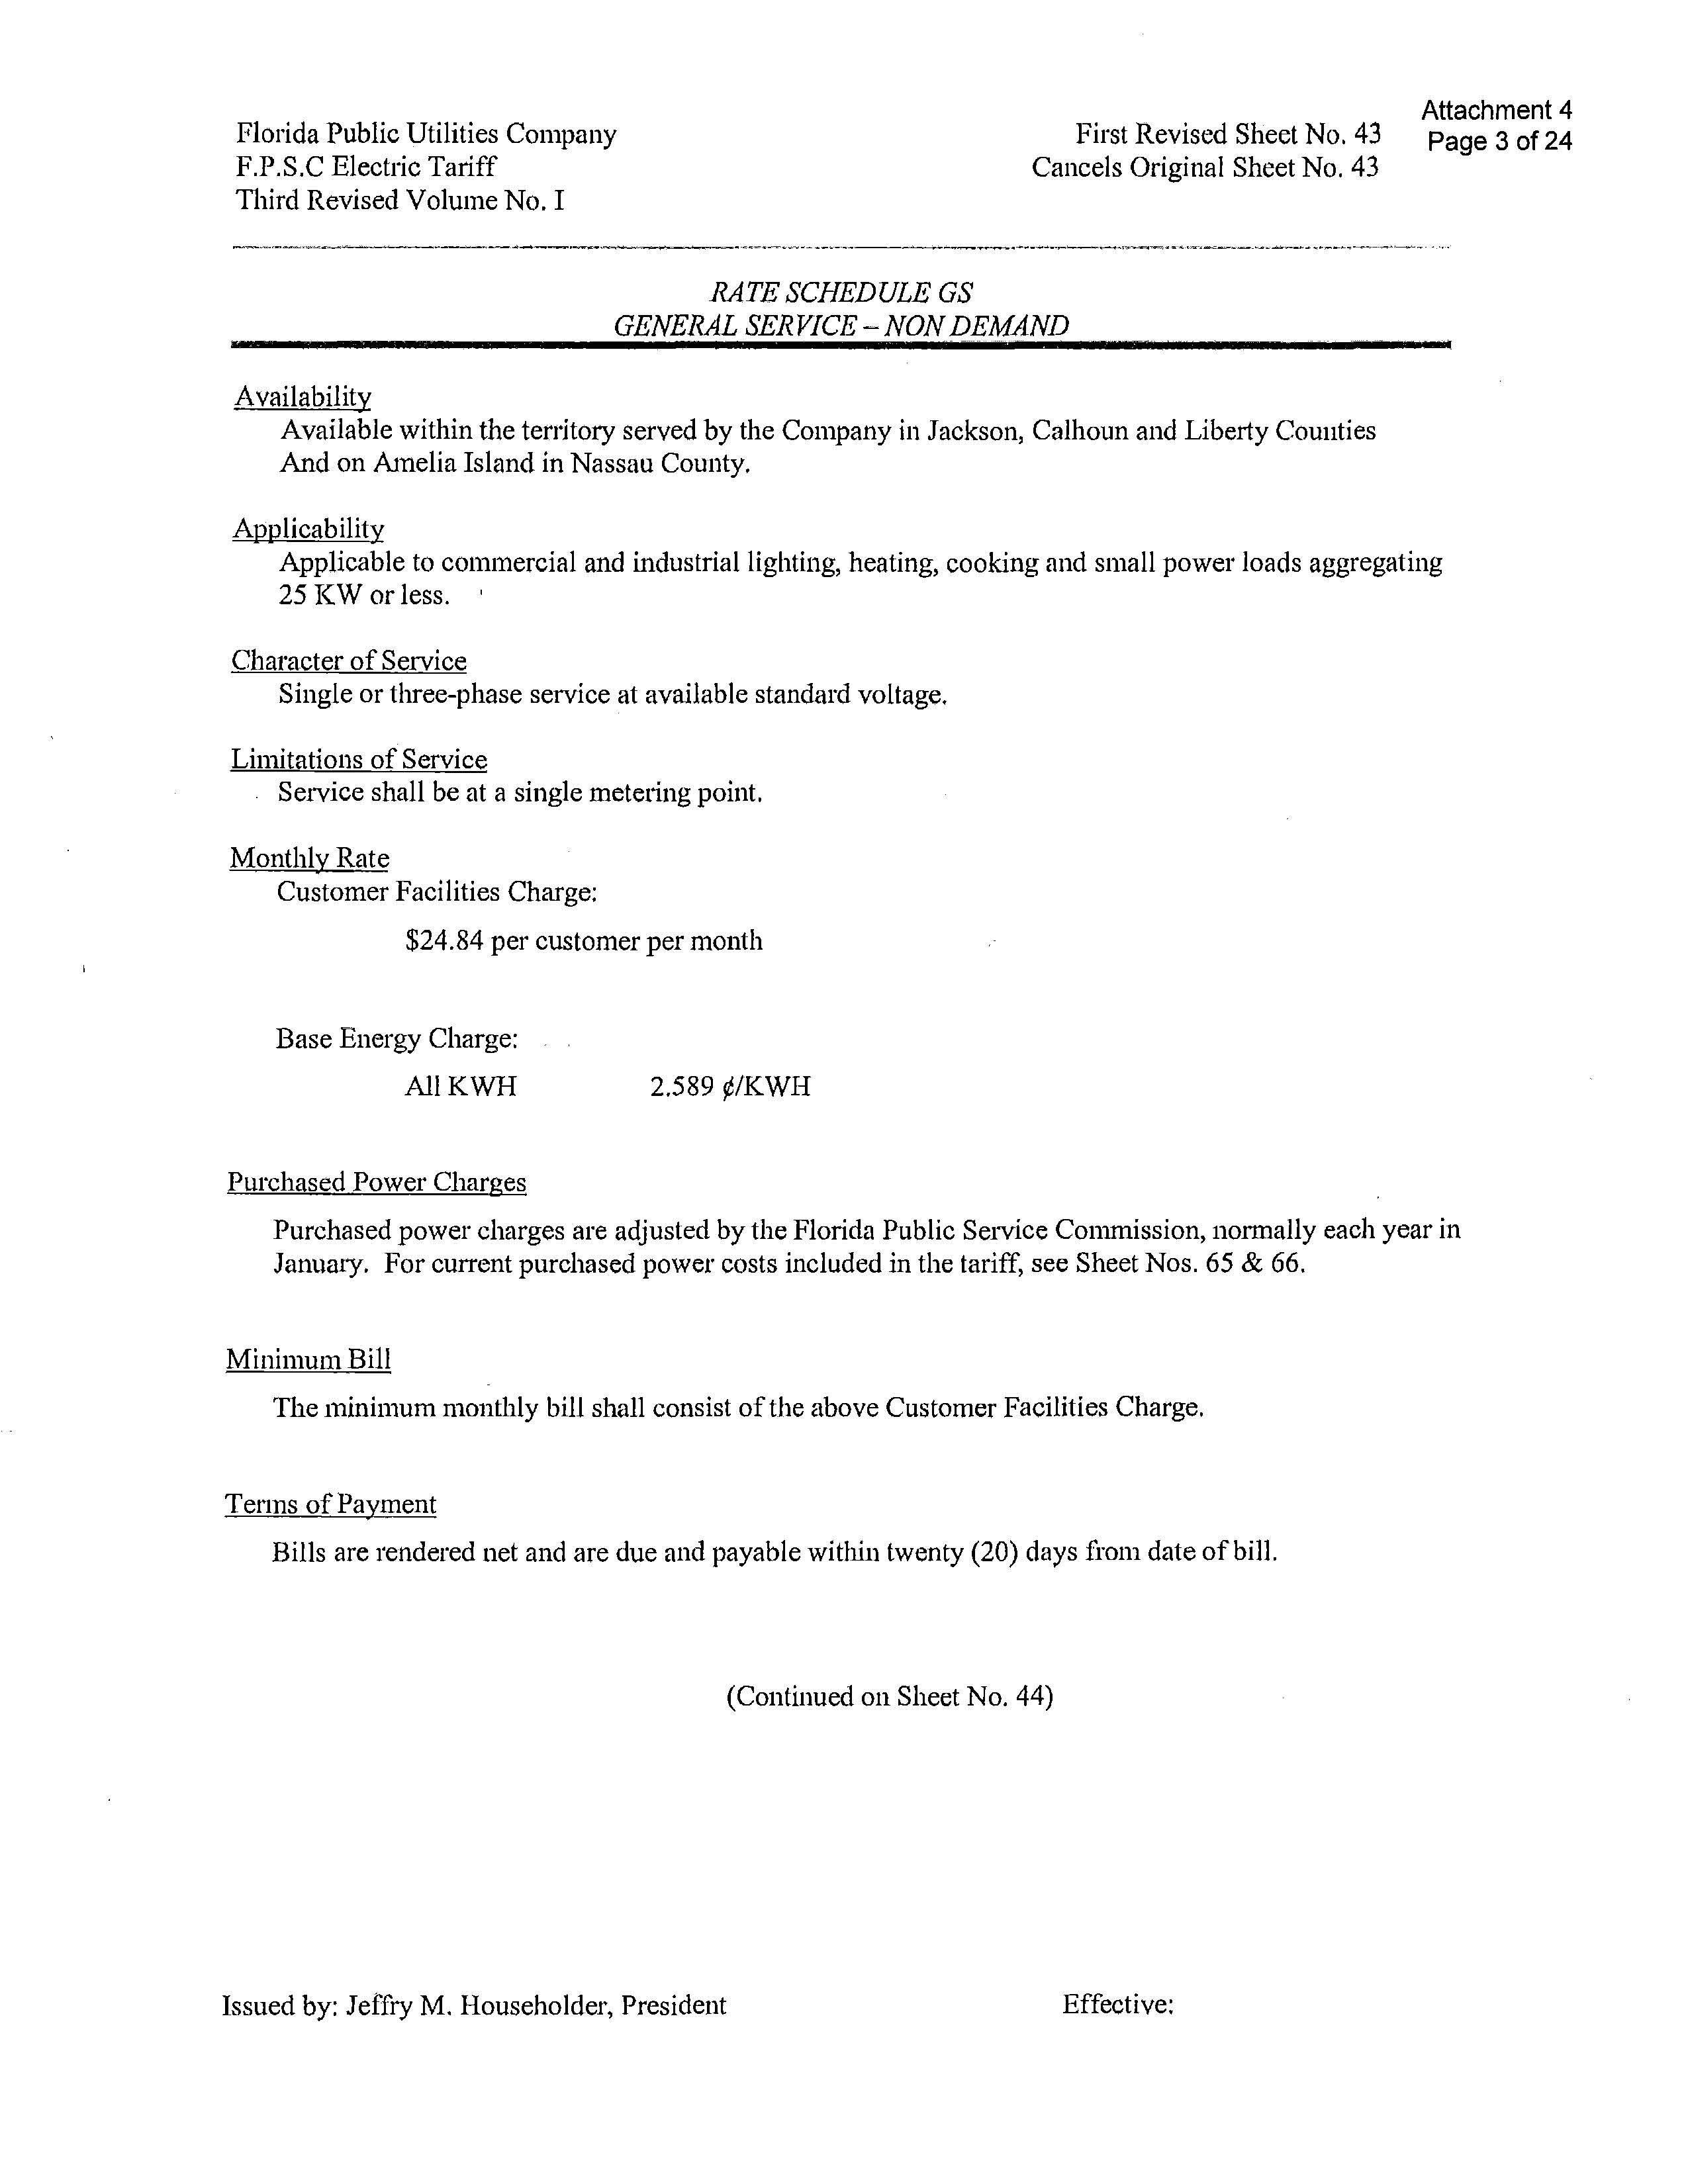 Attachment 4
Page 3 of 24
Florida Public Utilities Company
F.P.S.C Electric Tariff
Third Revised Volume No. I
First Revised Sheet No. 43
Cancels Original Sheet No. 43
RATE SCHEDULE GS
GENERAL SERVICE – NON DEMAND
Availability
Available within the territory served by the Company in Jackson, Calhoun and Liberty Counties
And on Amelia Island in Nassau County.
Applicability
Applicable to commercial and industrial lighting, heating, cooking and small power loads aggregating
25 KW or less.
Character of Service
Single or three-phase service at available standard voltage.
Limitations of Service
Service shall be at a single metering point.
Monthly Rate
Customer Facilities Charge:
$24.84 per customer per month
Base Energy Charge:
All KWH 2.589 ¢/KWH
Purchased Power Charges
Purchased power charges are adjusted by the Florida Public Service Commission, normally each year in
January. For current purchased power costs included in the tariff, see Sheet Nos. 65 & 66.
Minimum Bill
The minimum monthly bill shall consist of the above Customer Facilities Charge.
Terms of Payment
Bills are rendered net and are due and payable within twenty (20) days from date of bill.
(Continued on Sheet No. 44)
Issued by: Jeffry M. Householder, President
Effective: